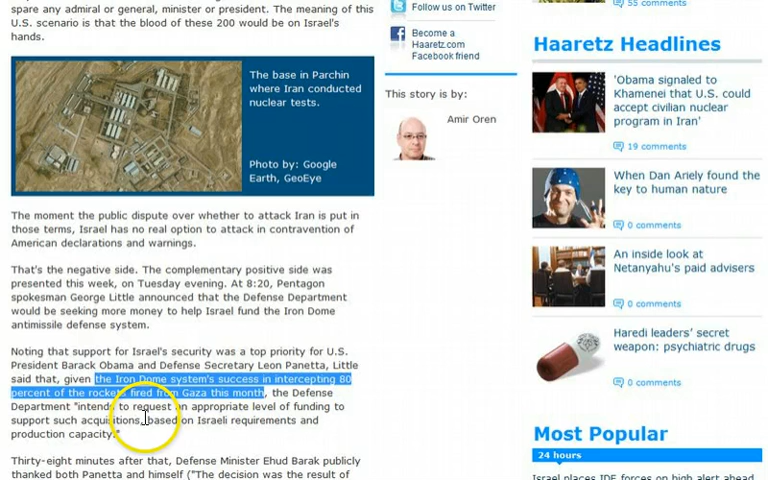 spare any admiral or general, minister or president. The meaning of this
U.S. scenario is that the blood of these 200 would be on Israel's
hands.
The base in Parchin
where Iran conducted
nuclear tests.
Photo by: Google
Earth, GeoEye
The moment the public dispute over whether to attack Iran is put in
those terms, Israel has no real option to attack in contravention of
American declarations and warnings.
That's the negative side. The complementary positive side was
presented this week, on Tuesday evening. At 8:20, Pentagon
spokesman George Little announced that the Defense Department
would be seeking more money to help Israel fund the Iron Dome
antimissile defense system.
Noting that support for Israel's security was a top priority for U.S.
President Barack Obama and Defense Secretary Leon Panetta, Little
said that, given the Iron Dome system's success in intercepting 80
percent of the rockets fired from Gaza this month, the Defense
Department "intends to request an appropriate level of funding to
support such acquisitions, based on Israeli requirements and
production capacity."
Thirty-eight minutes after that, Defense Minister Ehud Barak publicly
thanked both Panetta and himself ("The decision was the result of
Follow us on Twitter
Become a
Haaretz.com
Facebook friend
This story is by:
Amir Oren
55 comments
Haaretz Headlines
'Obama signaled to
Khamenei that U.S. could
accept civilian nuclear
program in Iran'
19 comments
When Dan Ariely found the
key to human nature
0 comments
An inside look at
Netanyahu's paid advisers
0 comments
Haredi leaders' secret
weapon: psychiatric drugs
0 comments
Most Popular
24 hours
Israel places IDF forces on high alert ahead